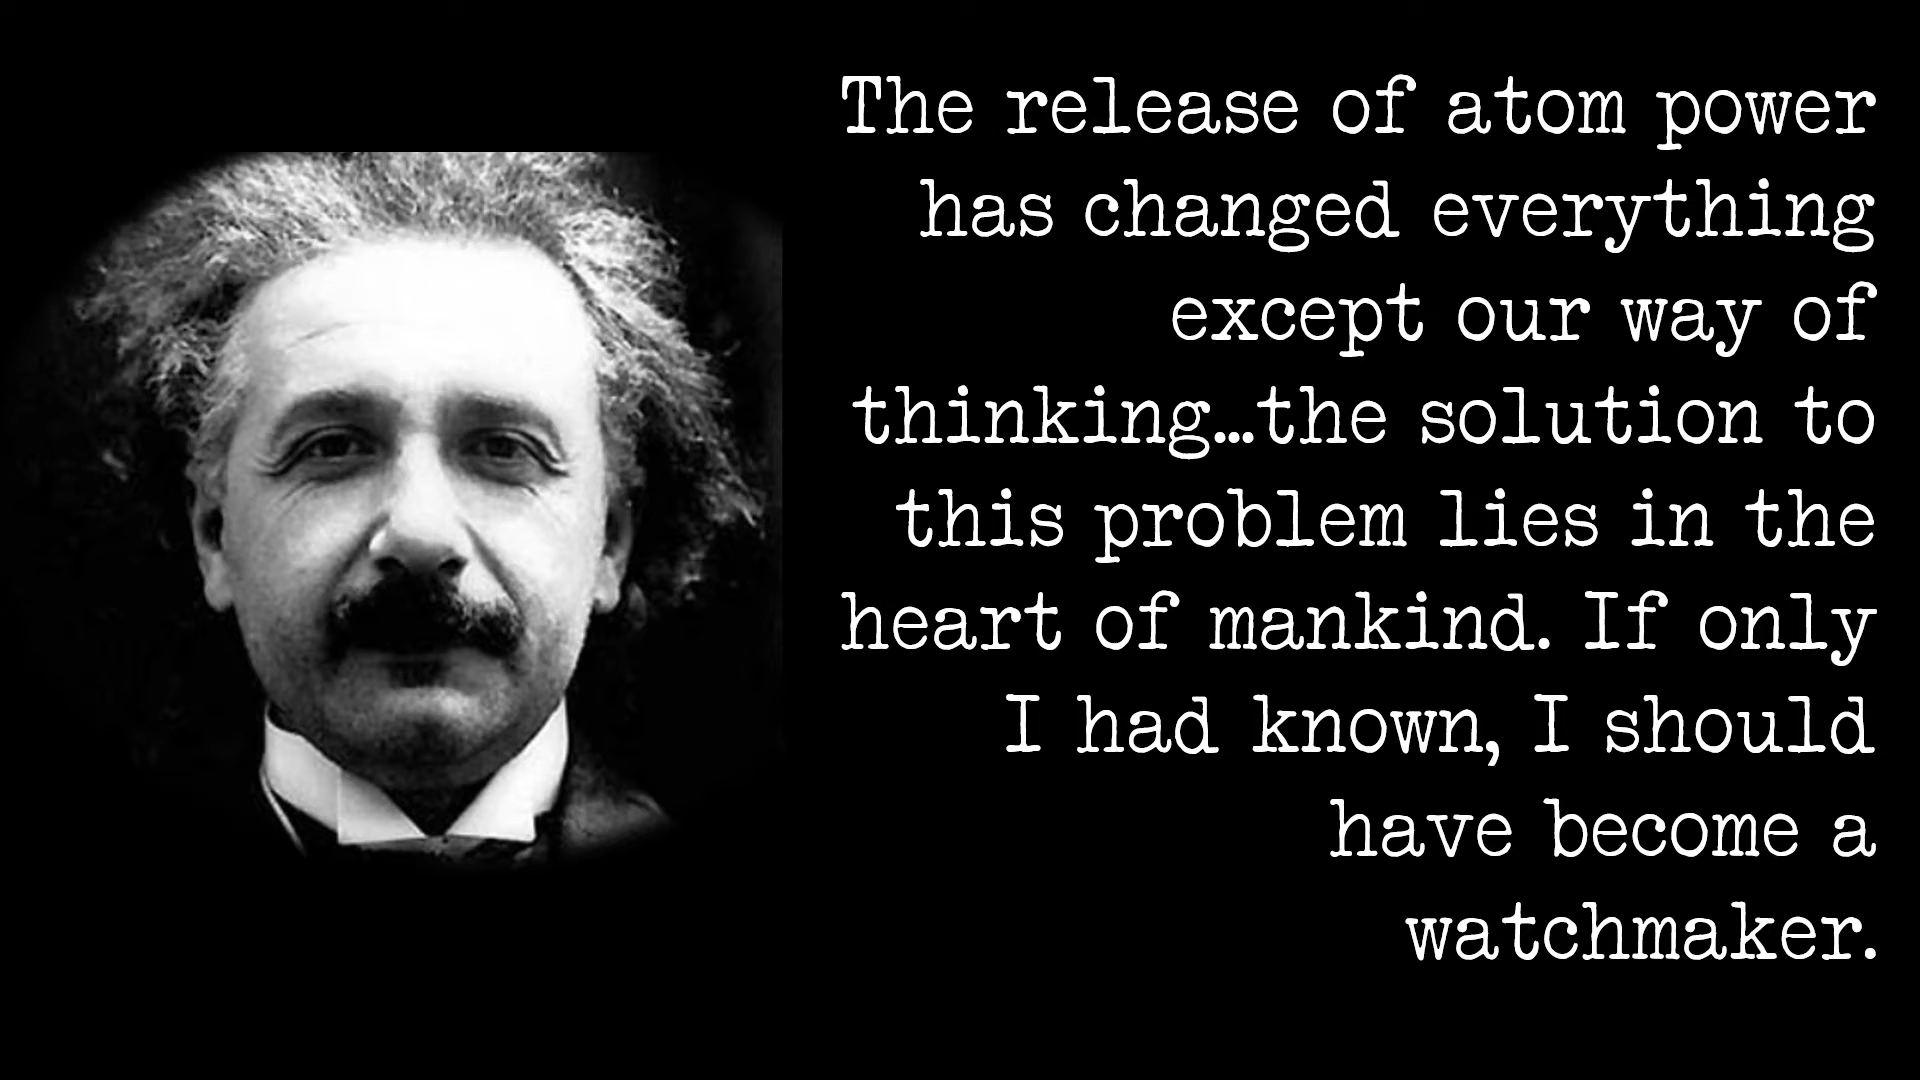 The release of atom power
has changed everything
except our way of
thinking...the solution to
this problem lies in the
heart of mankind. If only
I had known, I should
have become a
watchmaker.